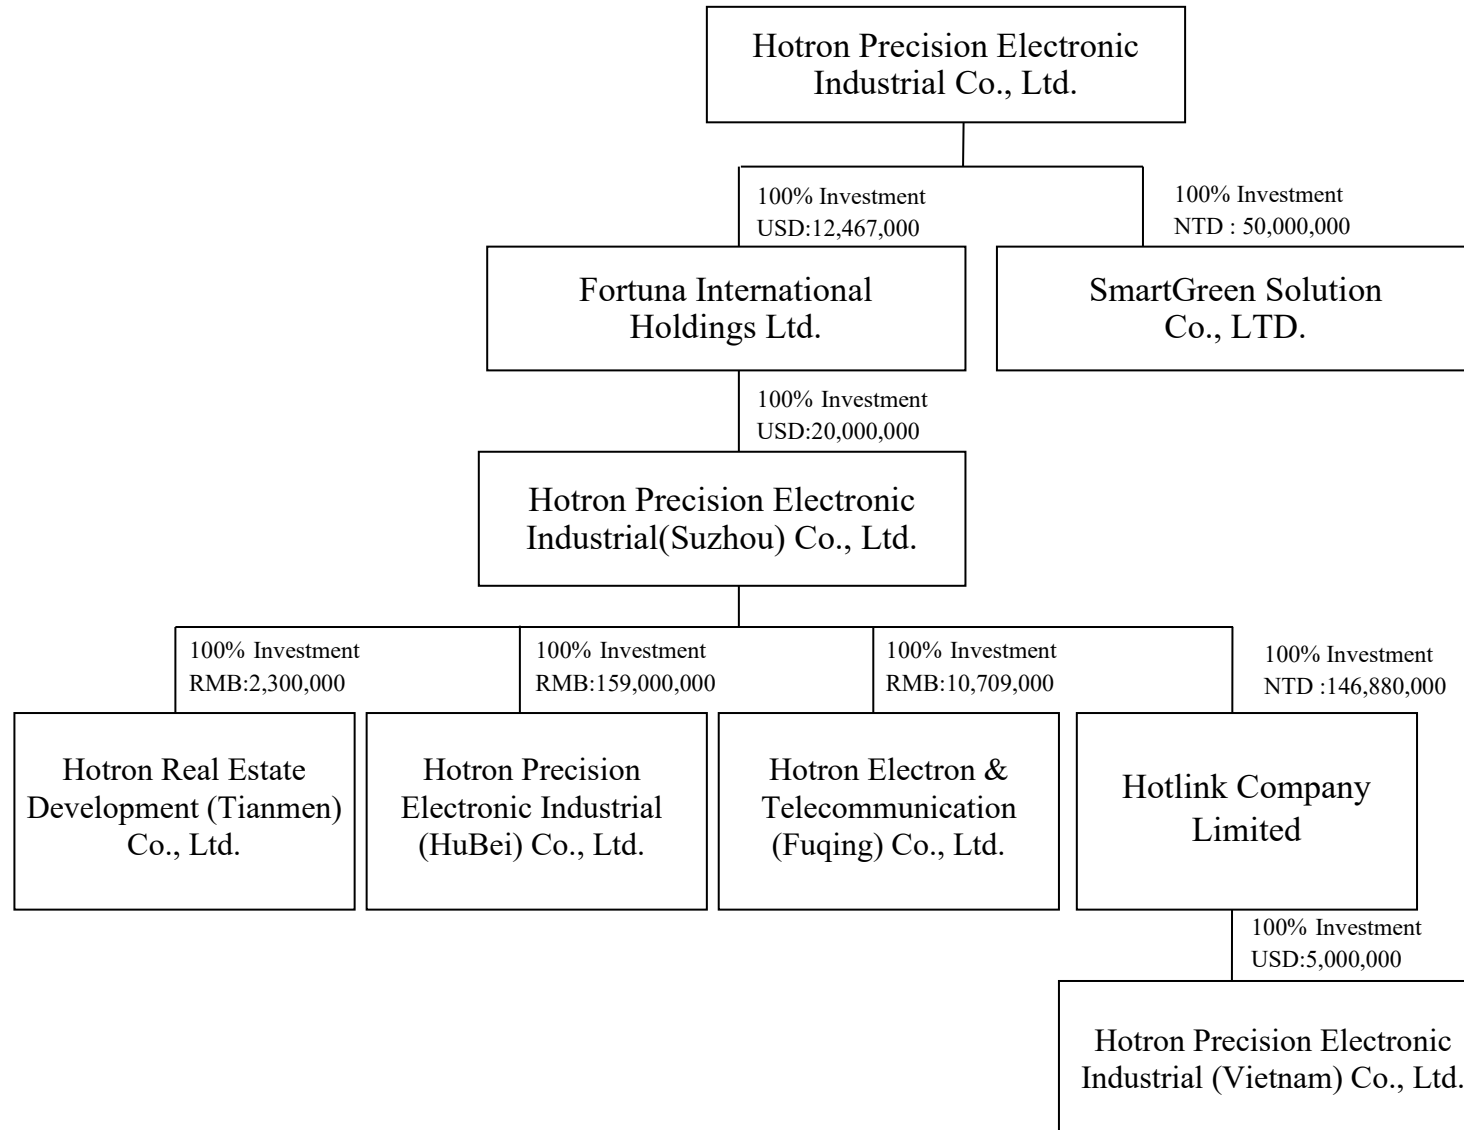 Hotron Precision Electronic
Industrial Co., Ltd.
100% Investment
USD:12,467,000
100% Investment
NTD : 50,000,000
Fortuna International
Holdings Ltd.
SmartGreen Solution
Co., LTD.
100% Investment
USD:20,000,000
Hotron Precision Electronic
Industrial(Suzhou) Co., Ltd.
100% Investment
RMB:2,300,000
100% Investment
RMB:159,000,000
100% Investment
RMB:10,709,000
100% Investment
NTD :146,880,000
Hotron Real Estate
Development (Tianmen)
Co., Ltd.
Hotron Precision
Electronic Industrial
(HuBei) Co., Ltd.
Hotron Electron &
Telecommunication
(Fuqing) Co., Ltd.
Hotlink Company
Limited
100% Investment
USD:5,000,000
Hotron Precision Electronic
Industrial (Vietnam) Co., Ltd.